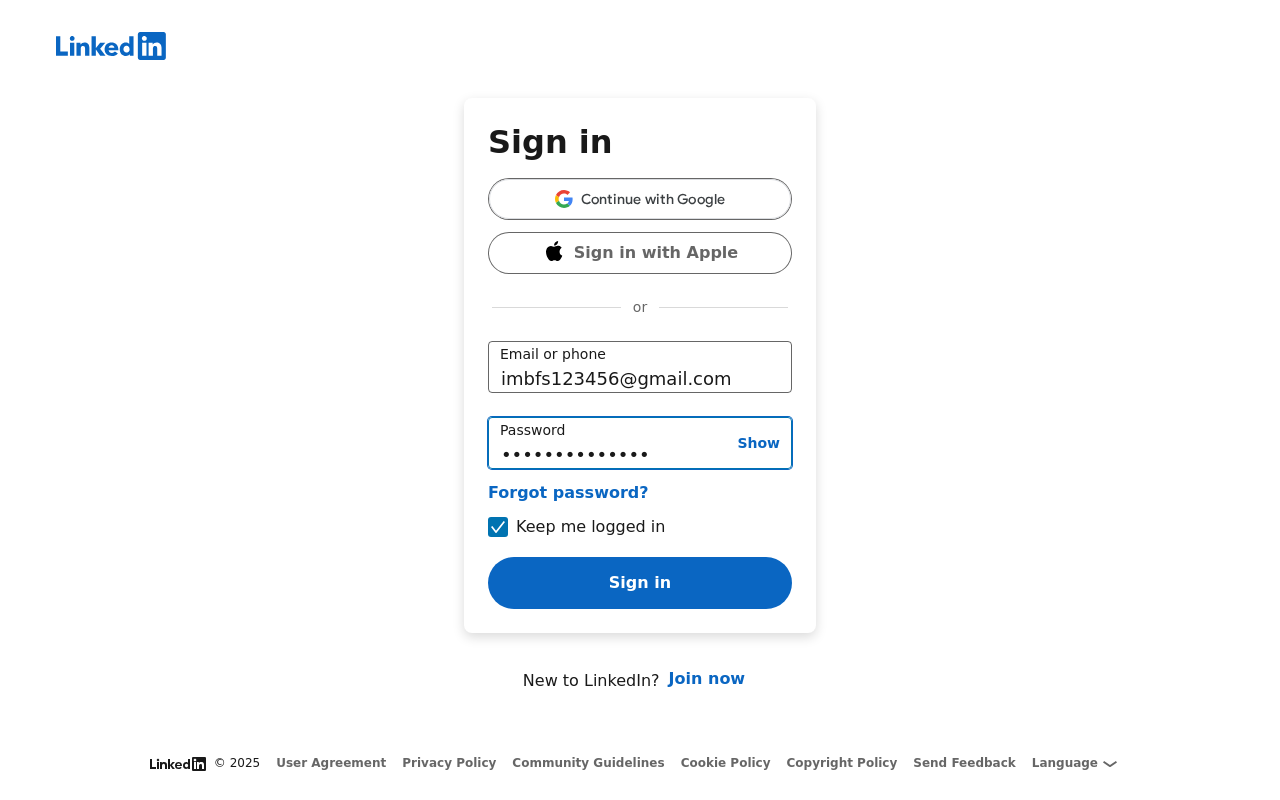 Linked in
Sign in
Continue with Google
Sign in with Apple
or
Email or phone
imbfs123456@gmail.com
Password
••••••••••••••
Show
Forgot password?
Keep me logged in
Sign in
New to LinkedIn? Join now
Linked in © 2025 User Agreement Privacy Policy Community Guidelines Cookie Policy Copyright Policy Send Feedback Language